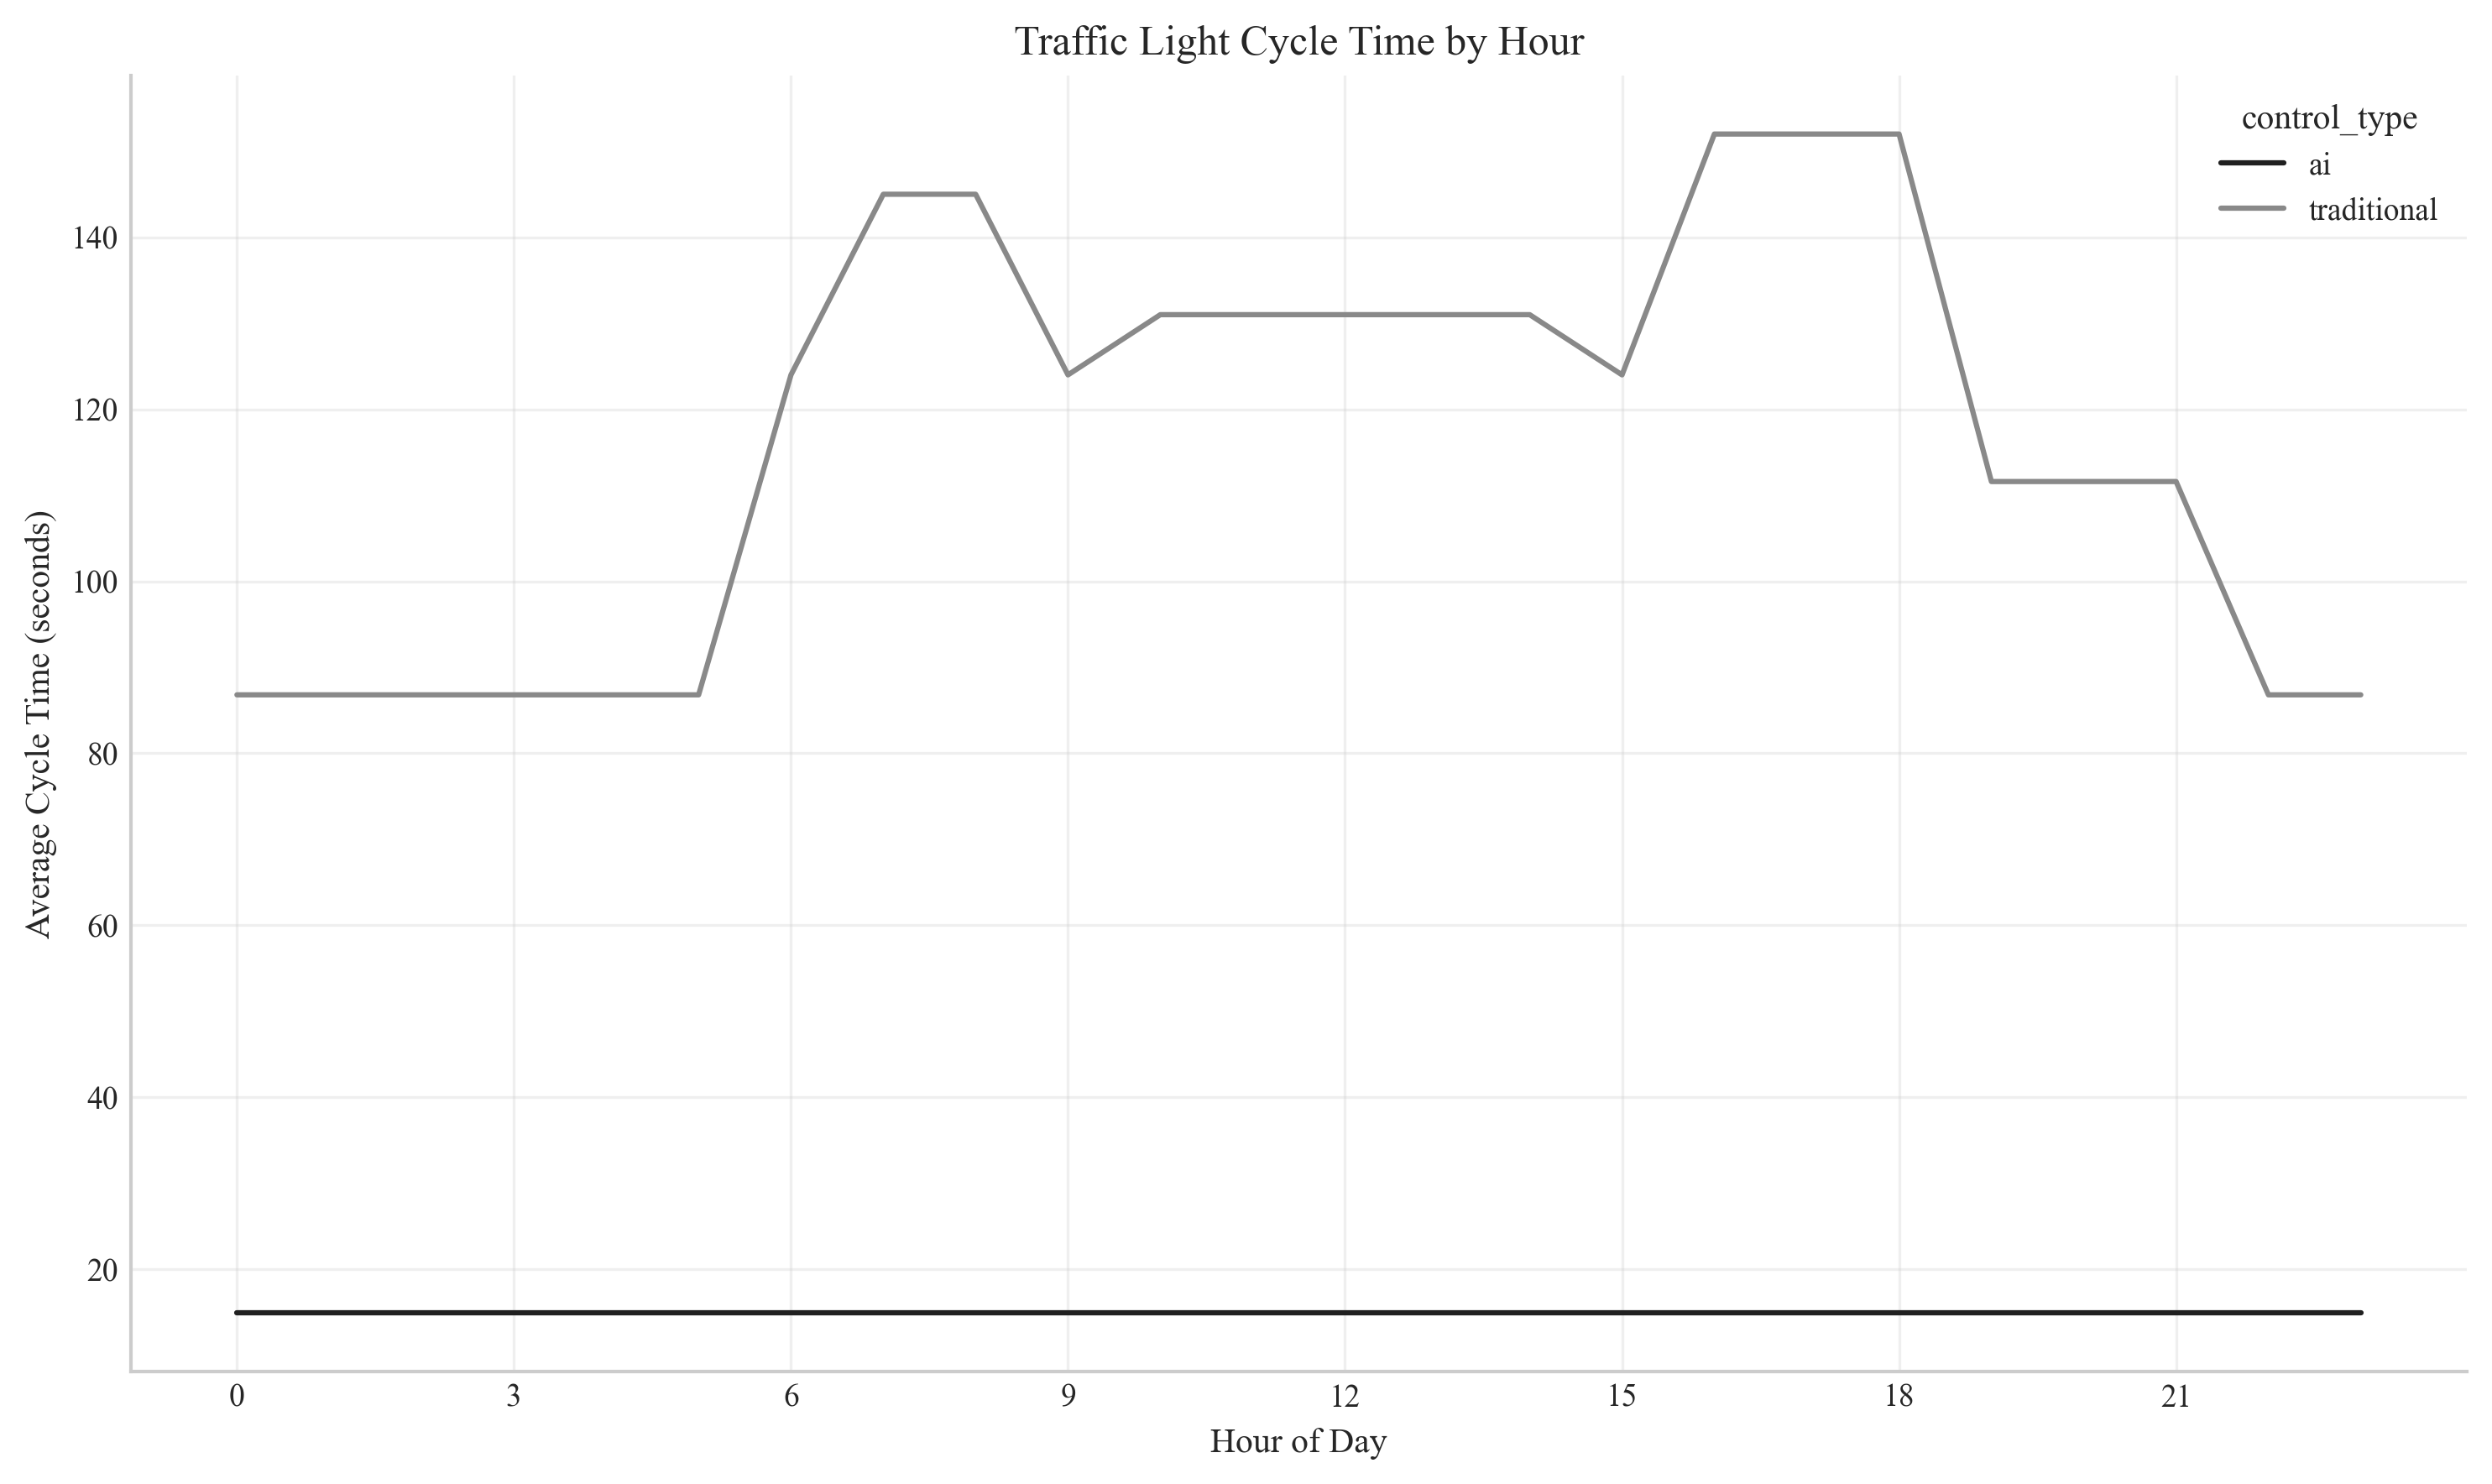 Traffic Light Cycle Time by Hour
control_type
ai
traditional
Average Cycle Time (seconds)
140
120
100
80
60
40
20
0 3 6 9 12 15 18 21
Hour of Day